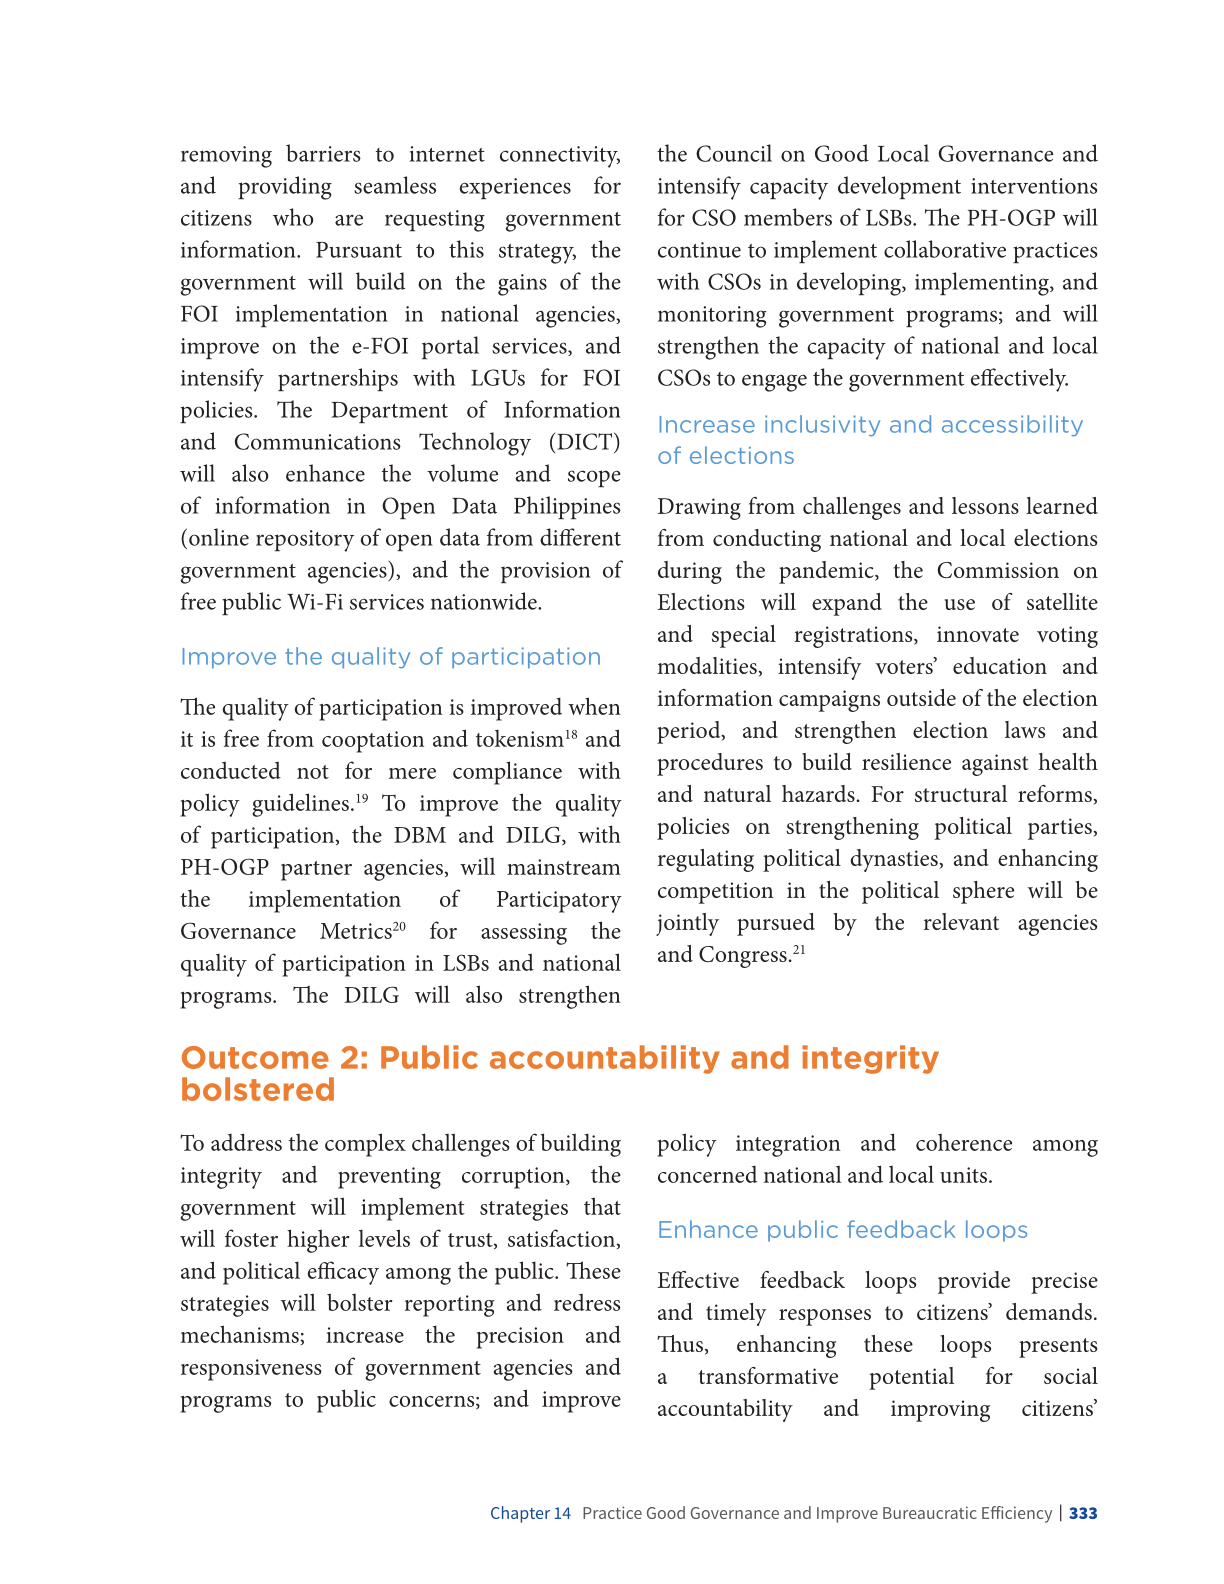 removing barriers to internet connectivity,
and providing seamless experiences for
citizens who are requesting government
information. Pursuant to this strategy, the
government will build on the gains of the
FOI implementation in national agencies,
improve on the e-FOI portal services, and
intensify partnerships with LGUs for FOI
policies. The Department of Information
and Communications Technology (DICT)
will also enhance the volume and scope
of information in Open Data Philippines
(online repository of open data from different
government agencies), and the provision of
free public Wi-Fi services nationwide.
Improve the quality of participation
The quality of participation is improved when
it is free from cooptation and tokenism18 and
conducted not for mere compliance with
policy guidelines.19 To improve the quality
of participation, the DBM and DILG, with
PH-OGP partner agencies, will mainstream
the implementation of Participatory
Governance Metrics20 for assessing the
quality of participation in LSBs and national
programs. The DILG will also strengthen
the Council on Good Local Governance and
intensify capacity development interventions
for CSO members of LSBs. The PH-OGP will
continue to implement collaborative practices
with CSOs in developing, implementing, and
monitoring government programs; and will
strengthen the capacity of national and local
CSOs to engage the government effectively.
Increase inclusivity and accessibility
of elections
Drawing from challenges and lessons learned
from conducting national and local elections
during the pandemic, the Commission on
Elections will expand the use of satellite
and special registrations, innovate voting
modalities, intensify voters’ education and
information campaigns outside of the election
period, and strengthen election laws and
procedures to build resilience against health
and natural hazards. For structural reforms,
policies on strengthening political parties,
regulating political dynasties, and enhancing
competition in the political sphere will be
jointly pursued by the relevant agencies
and Congress.21
Outcome 2: Public accountability and integrity
bolstered
To address the complex challenges of building
integrity and preventing corruption, the
government will implement strategies that
will foster higher levels of trust, satisfaction,
and political efficacy among the public. These
strategies will bolster reporting and redress
mechanisms; increase the precision and
responsiveness of government agencies and
programs to public concerns; and improve
policy integration and coherence among
concerned national and local units.
Enhance public feedback loops
Effective feedback loops provide precise
and timely responses to citizens’ demands.
Thus, enhancing these loops presents
a transformative potential for social
accountability and improving citizens’
Chapter 14 Practice Good Governance and Improve Bureaucratic Efficiency | 333